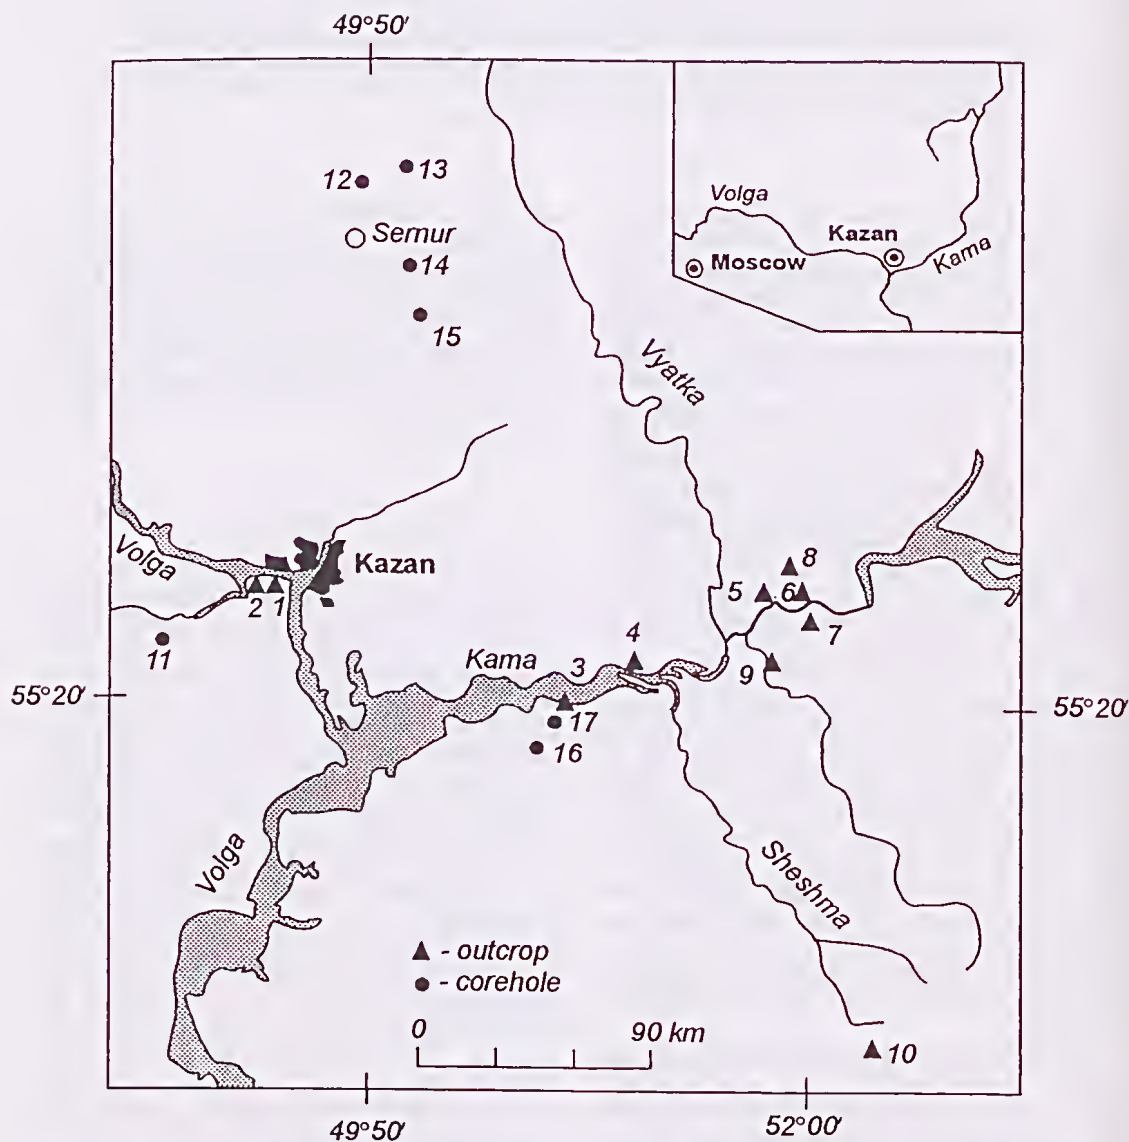 49°50′
12
13
Semur
14
15
Volga
Kazan
Moscow
Kama
Vyatka
Volga
Kazan
2
1
11
8
5
6
7
4
9
Kama
3
55°20′
55°20′
17
16
Volga
Sheshma
- outcrop
- corehole
0
90 km
10
49°50′
52°00′